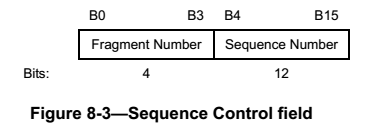 B0 B3 B4 B15
Fragment Number Sequence Number
Bits: 4 12
Figure 8-3—Sequence Control field